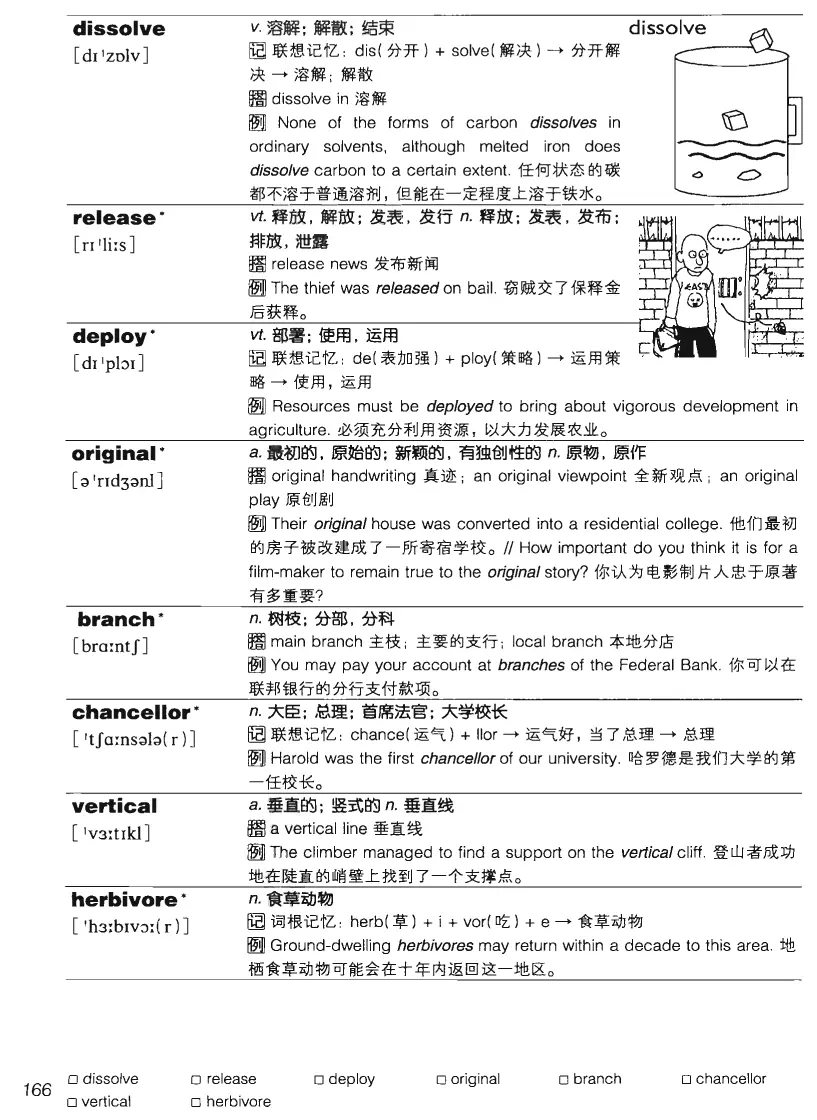 dissolve
[dɪˈzɒlv]
v. 溶解；解散；结束
记 联想记忆：dis(分开) + solve(解决) → 分开解
决 → 溶解；解散
搭 dissolve in 溶解
例 None of the forms of carbon dissolves in
ordinary solvents, although melted iron does
dissolve carbon to a certain extent. 任何状态的碳
都不溶于普通溶剂，但能在一定程度上溶于铁水。
dissolve
release*
[rɪˈliːs]
vt. 释放，解放；发表，发行 n. 释放；发表，发布；
排放，泄露
搭 release news 发布新闻
例 The thief was released on bail. 窃贼交了保释金
后获释。
deploy*
[dɪˈplɔɪ]
vt. 部署；使用，运用
记 联想记忆：de(表加强) + ploy(策略) → 运用策
略 → 使用，运用
例 Resources must be deployed to bring about vigorous development in
agriculture. 必须充分利用资源，以大力发展农业。
original*
[əˈrɪdʒənl]
a. 最初的，原始的；新颖的，有独创性的 n. 原物，原作
搭 original handwriting 真迹；an original viewpoint 全新观点；an original
play 原创剧
例 Their original house was converted into a residential college. 他们最初
的房子被改建成了一所寄宿学校。// How important do you think it is for a
film-maker to remain true to the original story? 你认为电影制片人忠于原著
有多重要?
branch*
[brɑːntʃ]
n. 树枝；分部，分科
搭 main branch 主枝；主要的支行；local branch 本地分店
例 You may pay your account at branches of the Federal Bank. 你可以在
联邦银行的分行支付款项。
chancellor*
[ˈtʃɑːnsələ(r)]
n. 大臣；总理；首席法官；大学校长
记 联想记忆：chance(运气) + llor → 运气好，当了总理 → 总理
例 Harold was the first chancellor of our university. 哈罗德是我们大学的第
一任校长。
vertical
[ˈvɜːtɪkl]
a. 垂直的；竖式的 n. 垂直线
搭 a vertical line 垂直线
例 The climber managed to find a support on the vertical cliff. 登山者成功
地在陡直的峭壁上找到了一个支撑点。
herbivore*
[ˈhɜːbɪvɔː(r)]
n. 食草动物
记 词根记忆：herb(草) + i + vor(吃) + e → 食草动物
例 Ground-dwelling herbivores may return within a decade to this area. 地
栖食草动物可能会在十年内返回这一地区。
166
□ dissolve □ release □ deploy □ original □ branch □ chancellor
□ vertical □ herbivore